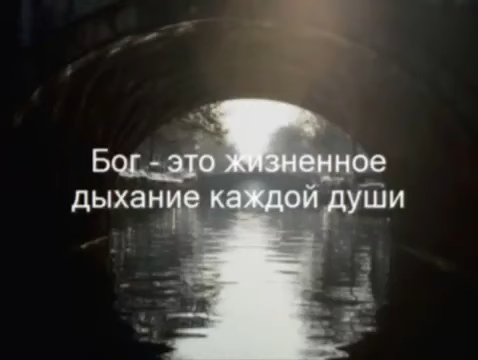 Бог - это жизненное
дыхание каждой души